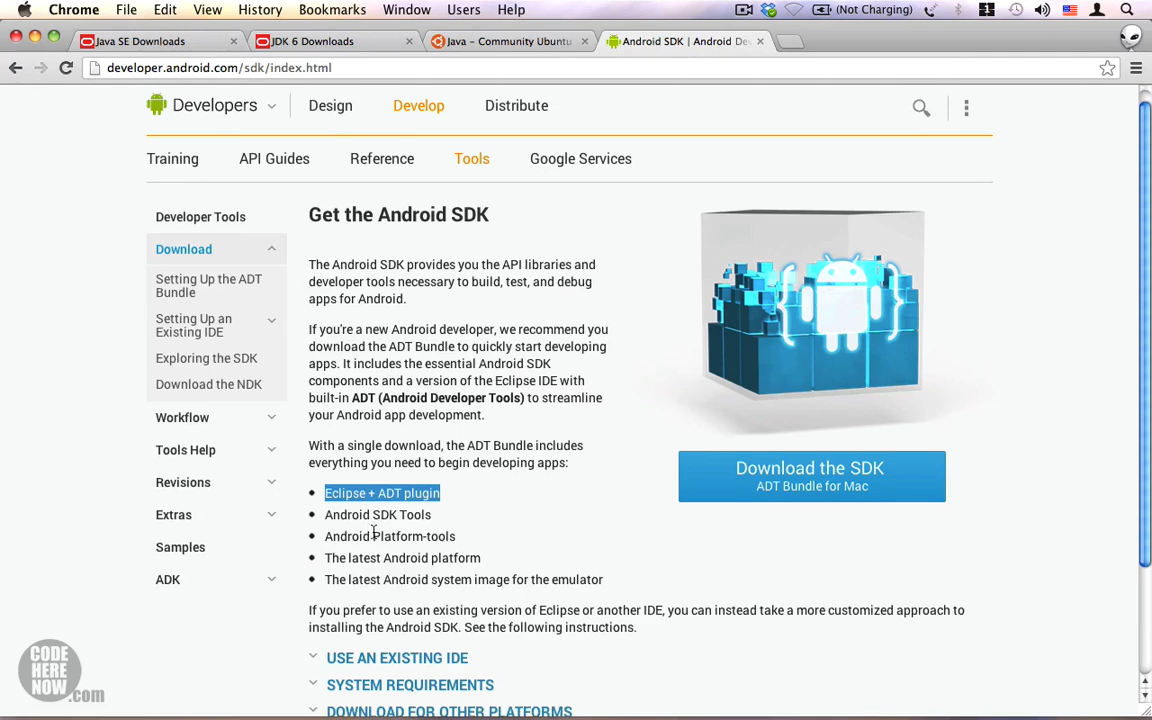 Chrome File Edit View History Bookmarks Window Users Help (Not Charging) 1
Java SE Downloads JDK 6 Downloads Java – Community Ubuntu Android SDK | Android De
developer.android.com/sdk/index.html
Developers Design Develop Distribute
Training API Guides Reference Tools Google Services
Developer Tools
Download
Setting Up the ADT
Bundle
Setting Up an
Existing IDE
Exploring the SDK
Download the NDK
Workflow
Tools Help
Revisions
Extras
Samples
ADK
Get the Android SDK
The Android SDK provides you the API libraries and
developer tools necessary to build, test, and debug
apps for Android.
If you're a new Android developer, we recommend you
download the ADT Bundle to quickly start developing
apps. It includes the essential Android SDK
components and a version of the Eclipse IDE with
built-in ADT (Android Developer Tools) to streamline
your Android app development.
With a single download, the ADT Bundle includes
everything you need to begin developing apps:
• Eclipse + ADT plugin
• Android SDK Tools
• Android Platform-tools
• The latest Android platform
• The latest Android system image for the emulator
Download the SDK
ADT Bundle for Mac
If you prefer to use an existing version of Eclipse or another IDE, you can instead take a more customized approach to
installing the Android SDK. See the following instructions.
USE AN EXISTING IDE
SYSTEM REQUIREMENTS
DOWNLOAD FOR OTHER PLATFORMS
CODE
HERE
NOW
.com